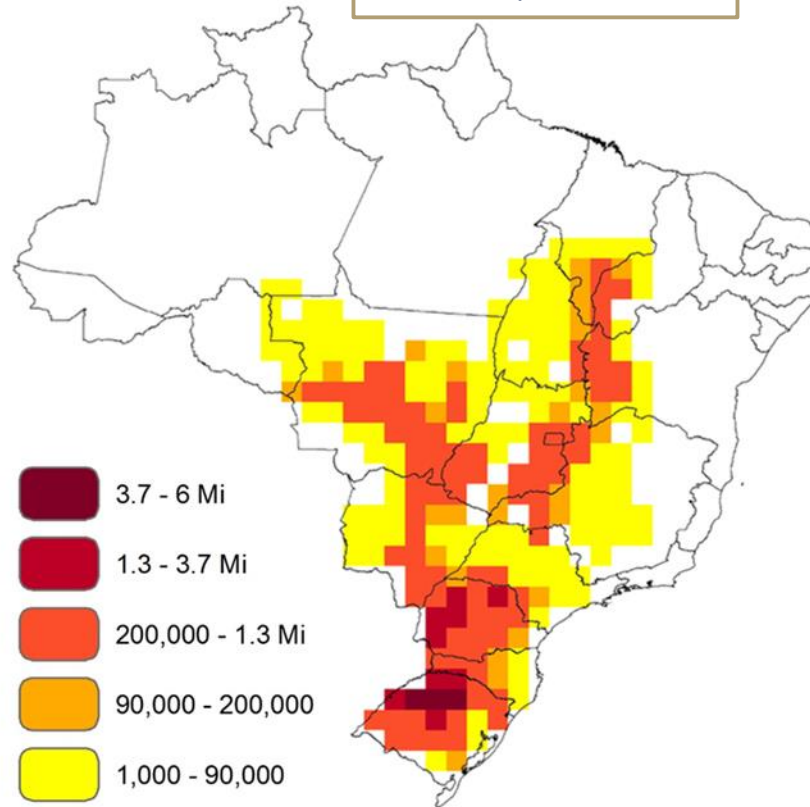 3.7 - 6 Mi
1.3 - 3.7 Mi
200,000 - 1.3 Mi
90,000 - 200,000
1,000 - 90,000